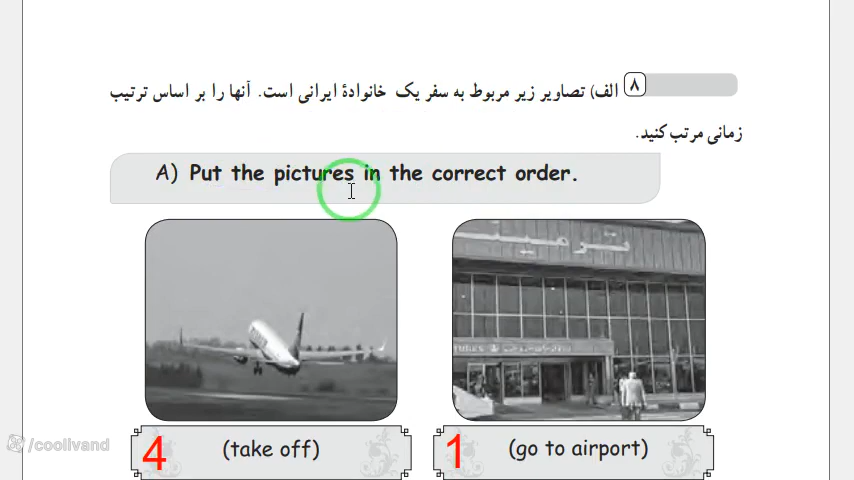 ۸ الف) تصاویر زیر مربوط به سفر یک خانوادهٔ ایرانی است. آنها را بر اساس ترتیب
زمانی مرتب کنید.
A) Put the pictures in the correct order.
4 (take off)
1 (go to airport)
/coolivand